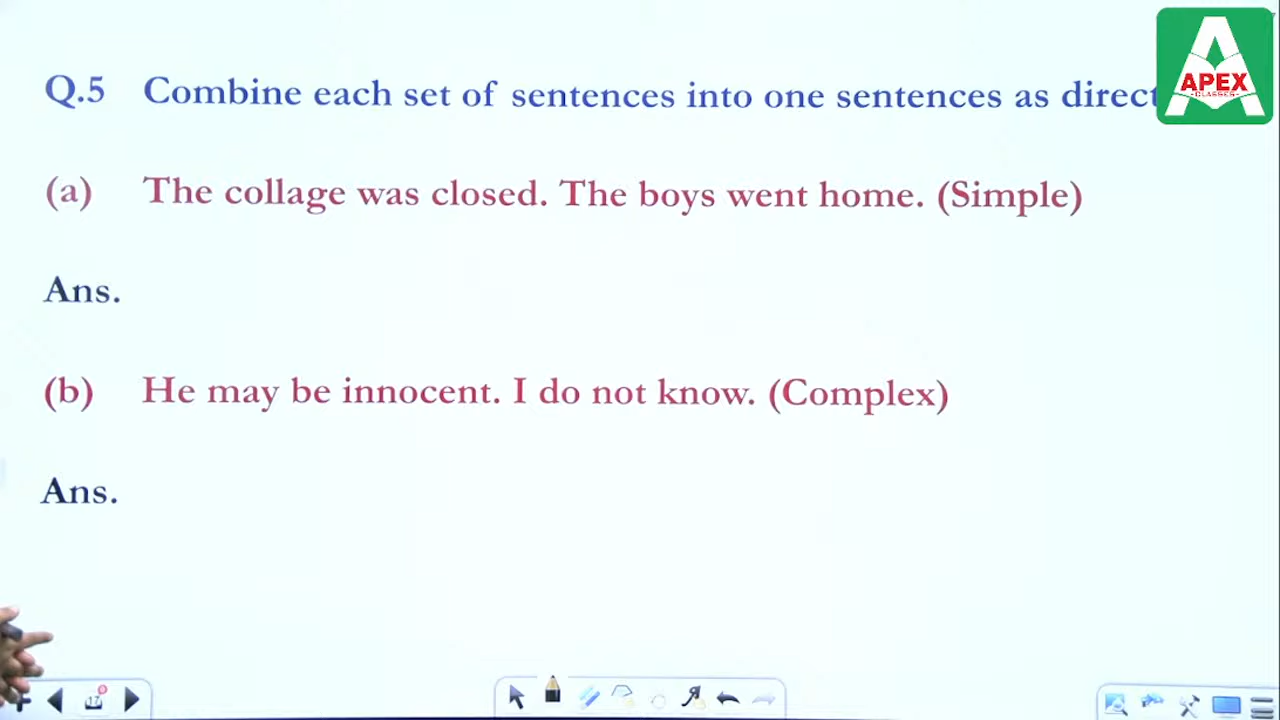 Q.5 Combine each set of sentences into one sentences as direct
APEX
CLASSES
(a) The collage was closed. The boys went home. (Simple)
Ans.
(b) He may be innocent. I do not know. (Complex)
Ans.